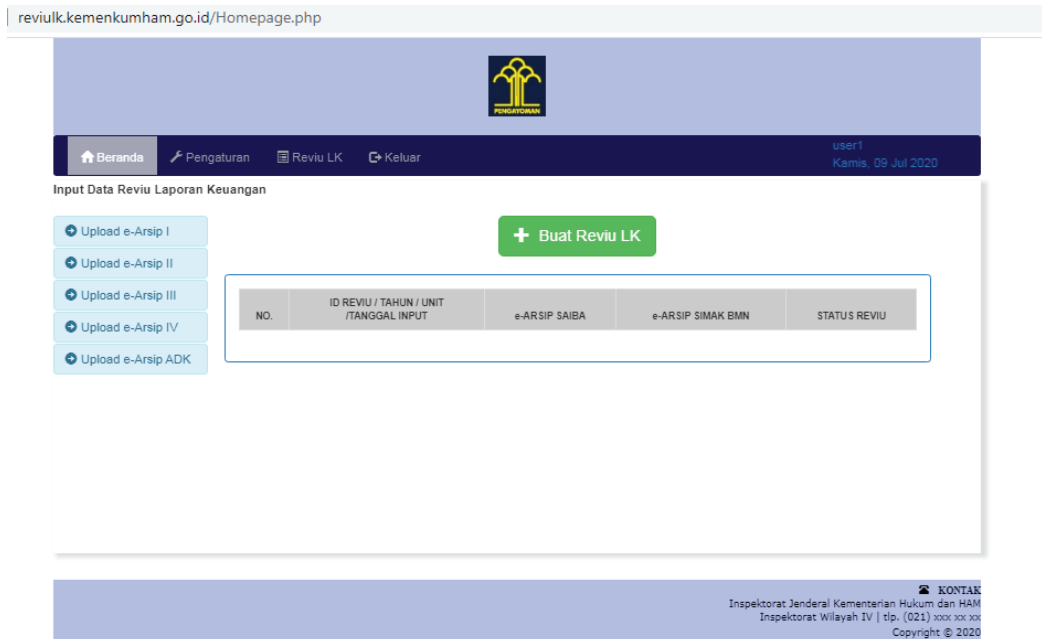 reviulk.kemenkumham.go.id/Homepage.php
PENGAYOMAN
Beranda
Pengaturan
Reviu LK
Keluar
user1
Kamis, 09 Jul 2020
Input Data Reviu Laporan Keuangan
Upload e-Arsip I
Upload e-Arsip II
Upload e-Arsip III
Upload e-Arsip IV
Upload e-Arsip ADK
Buat Reviu LK
NO.
ID REVIU / TAHUN / UNIT
/TANGGAL INPUT
e-ARSIP SAIBA
e-ARSIP SIMAK BMN
STATUS REVIU
KONTAK
Inspektorat Jenderal Kementerian Hukum dan HAM
Inspektorat Wilayah IV | tlp. (021) xxx xx xx
Copyright © 2020